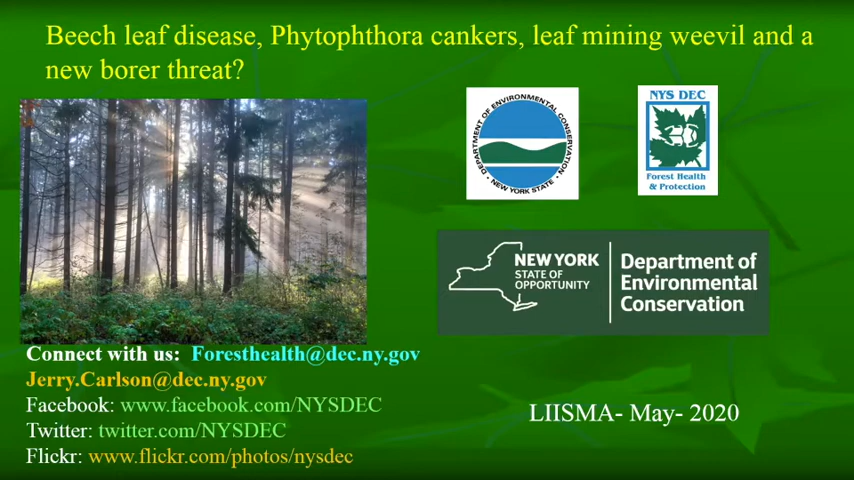 Beech leaf disease, Phytophthora cankers, leaf mining weevil and a
new borer threat?
DEPARTMENT OF ENVIRONMENTAL CONSERVATION
NEW YORK STATE
NYS DEC
Forest Health
& Protection
NEW YORK
STATE OF
OPPORTUNITY
Department of
Environmental
Conservation
Connect with us: Foresthealth@dec.ny.gov
Jerry.Carlson@dec.ny.gov
Facebook: www.facebook.com/NYSDEC
Twitter: twitter.com/NYSDEC
Flickr: www.flickr.com/photos/nysdec
LIISMA- May- 2020